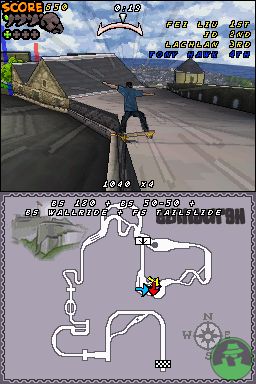 SCORE 550
0:19
FEI LIU 1ST
JD 2ND
LACHLAN 3RD
TONY HAWK 4TH
1040 X4
BS 180 + BS 50-50 +
BS WALLRIDE + FS TAILSLIDE
N
W E
S